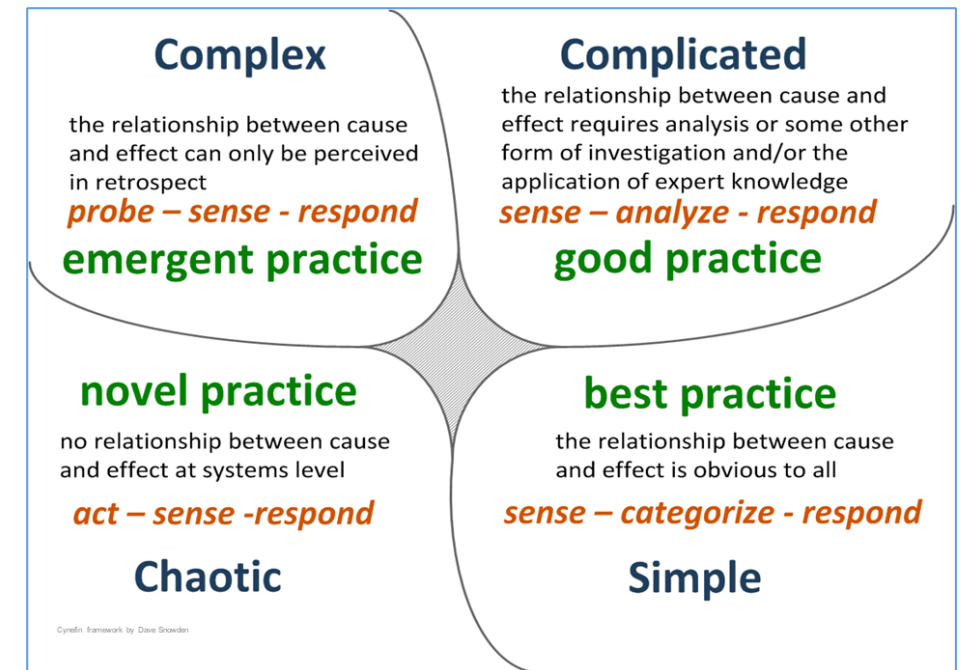 Complex
the relationship between cause
and effect can only be perceived
in retrospect
probe – sense - respond
emergent practice
Complicated
the relationship between cause and
effect requires analysis or some other
form of investigation and/or the
application of expert knowledge
sense – analyze - respond
good practice
novel practice
no relationship between cause
and effect at systems level
act – sense -respond
Chaotic
best practice
the relationship between cause
and effect is obvious to all
sense – categorize - respond
Simple
Cynefin framework by Dave Snowden